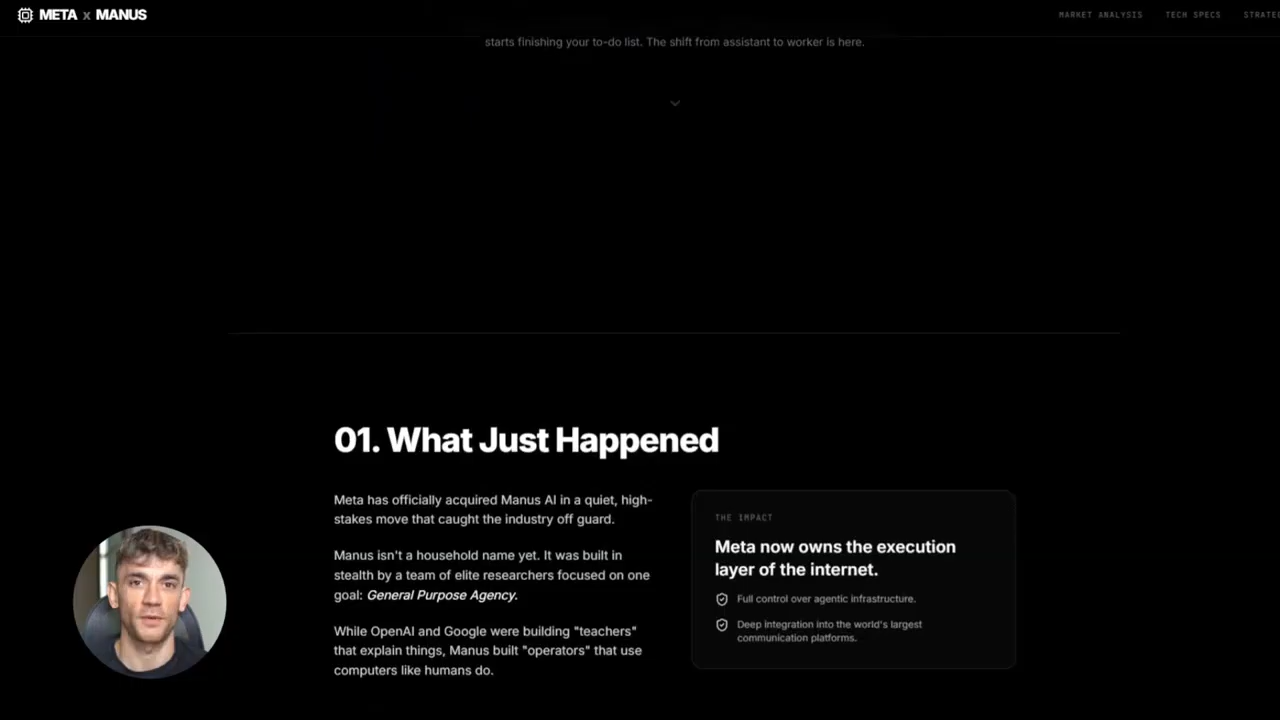 META x MANUS
MARKET ANALYSIS
TECH SPECS
starts finishing your to-do list. The shift from assistant to worker is here.
01. What Just Happened
Meta has officially acquired Manus AI in a quiet, high-
stakes move that caught the industry off guard.
Manus isn't a household name yet. It was built in
stealth by a team of elite researchers focused on one
goal: General Purpose Agency.
While OpenAI and Google were building "teachers"
that explain things, Manus built "operators" that use
computers like humans do.
THE IMPACT
Meta now owns the execution
layer of the internet.
Full control over agentic infrastructure.
Deep integration into the world's largest
communication platforms.